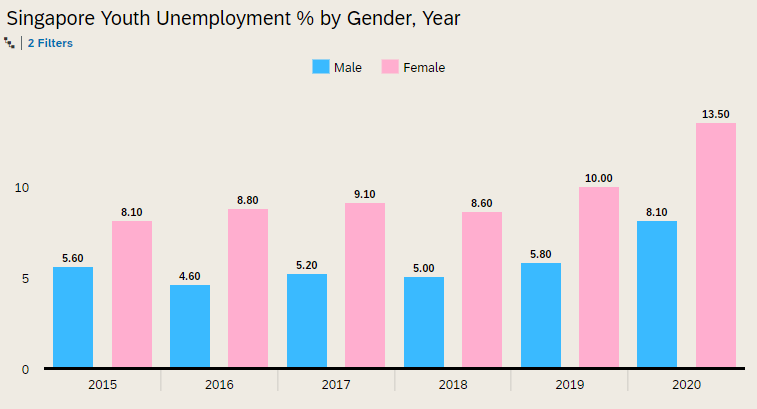 Singapore Youth Unemployment % by Gender, Year
2 Filters
Male Female
13.50
10
10.00
9.10
8.80
8.60
8.10 8.10
5.60 5.20 5.80
4.60 5.00
5
0
2015 2016 2017 2018 2019 2020